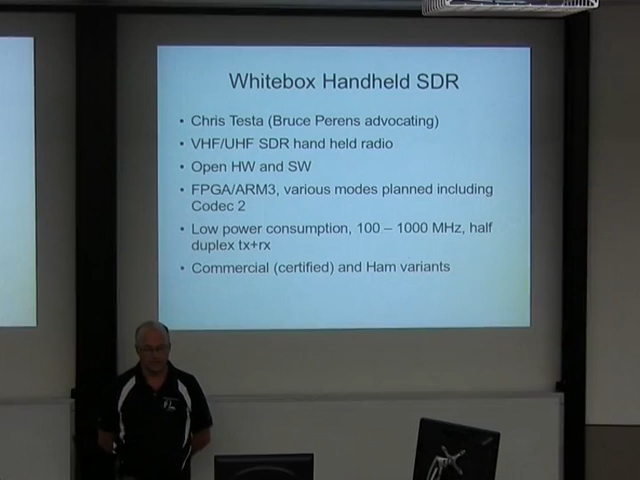 Whitebox Handheld SDR
• Chris Testa (Bruce Perens advocating)
• VHF/UHF SDR hand held radio
• Open HW and SW
• FPGA/ARM3, various modes planned including
Codec 2
• Low power consumption, 100 – 1000 MHz, half
duplex tx+rx
• Commercial (certified) and Ham variants